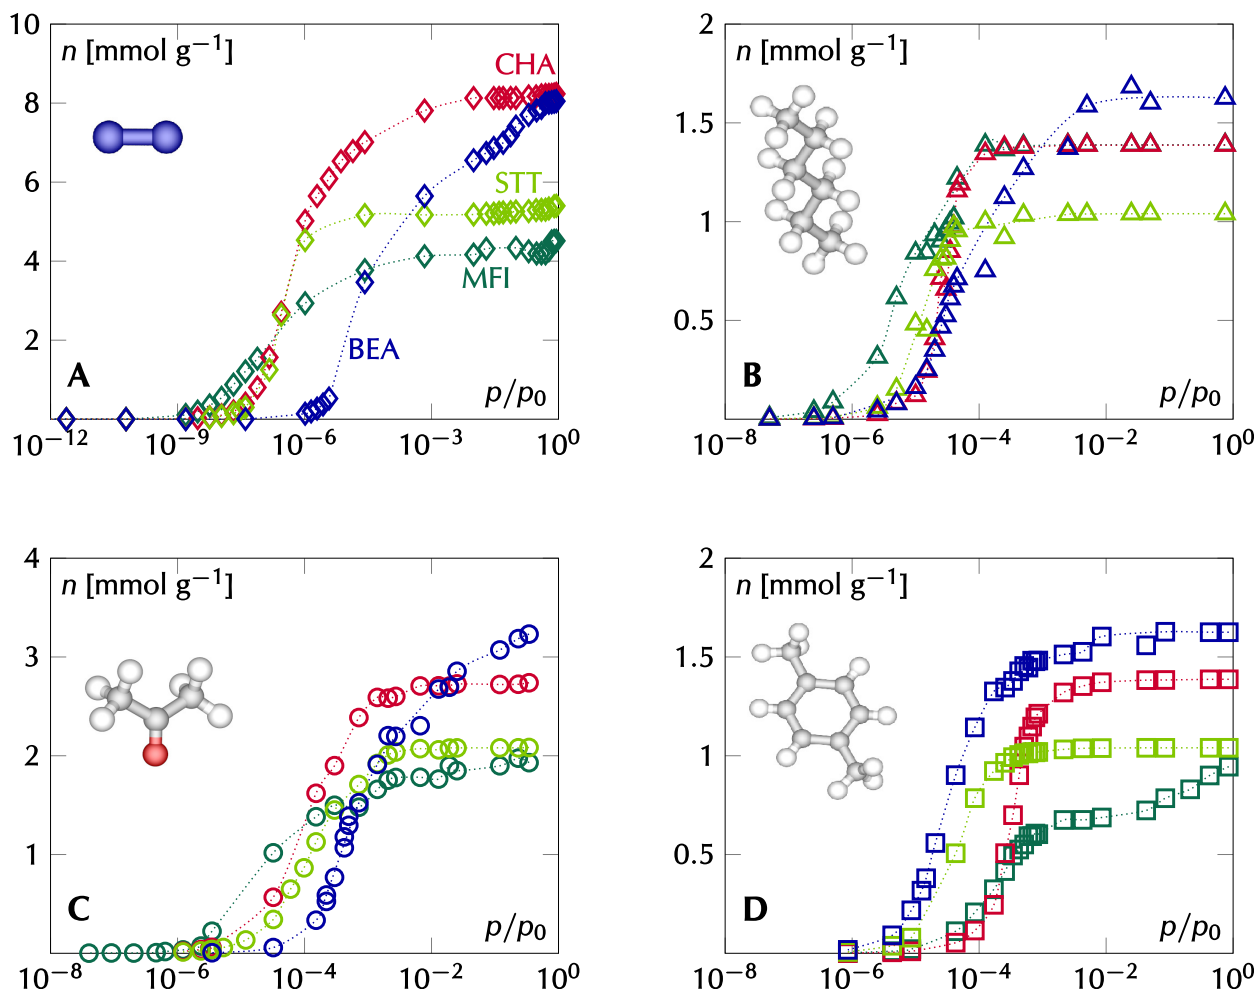 10
n [mmol g⁻¹]
CHA
8
6
STT
4
MFI
2
BEA
A
p/p₀
10⁻¹²
10⁻⁹
10⁻⁶
10⁻³
10⁰
2
n [mmol g⁻¹]
1.5
1
0.5
B
p/p₀
10⁻⁸
10⁻⁶
10⁻⁴
10⁻²
10⁰
4
n [mmol g⁻¹]
3
2
1
C
p/p₀
10⁻⁸
10⁻⁶
10⁻⁴
10⁻²
10⁰
2
n [mmol g⁻¹]
1.5
1
0.5
D
p/p₀
10⁻⁸
10⁻⁶
10⁻⁴
10⁻²
10⁰